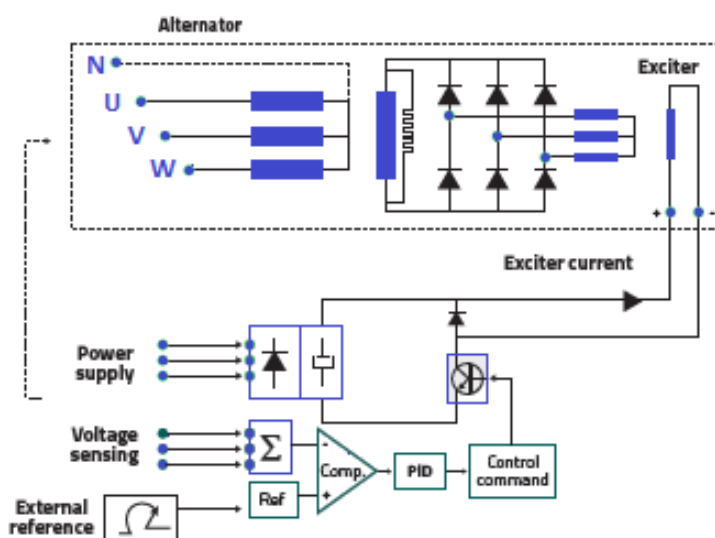 Alternator
N
Exciter
U
V
W
+ -
Exciter current
Power
supply
Voltage
sensing
Σ
-
Comp.
+
PID
Control
command
Ref
External
reference